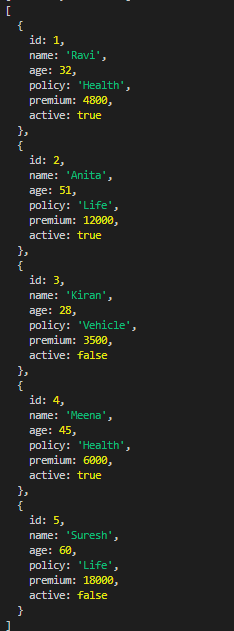 [
  {
    id: 1,
    name: 'Ravi',
    age: 32,
    policy: 'Health',
    premium: 4800,
    active: true
  },
  {
    id: 2,
    name: 'Anita',
    age: 51,
    policy: 'Life',
    premium: 12000,
    active: true
  },
  {
    id: 3,
    name: 'Kiran',
    age: 28,
    policy: 'Vehicle',
    premium: 3500,
    active: false
  },
  {
    id: 4,
    name: 'Meena',
    age: 45,
    policy: 'Health',
    premium: 6000,
    active: true
  },
  {
    id: 5,
    name: 'Suresh',
    age: 60,
    policy: 'Life',
    premium: 18000,
    active: false
  }
]